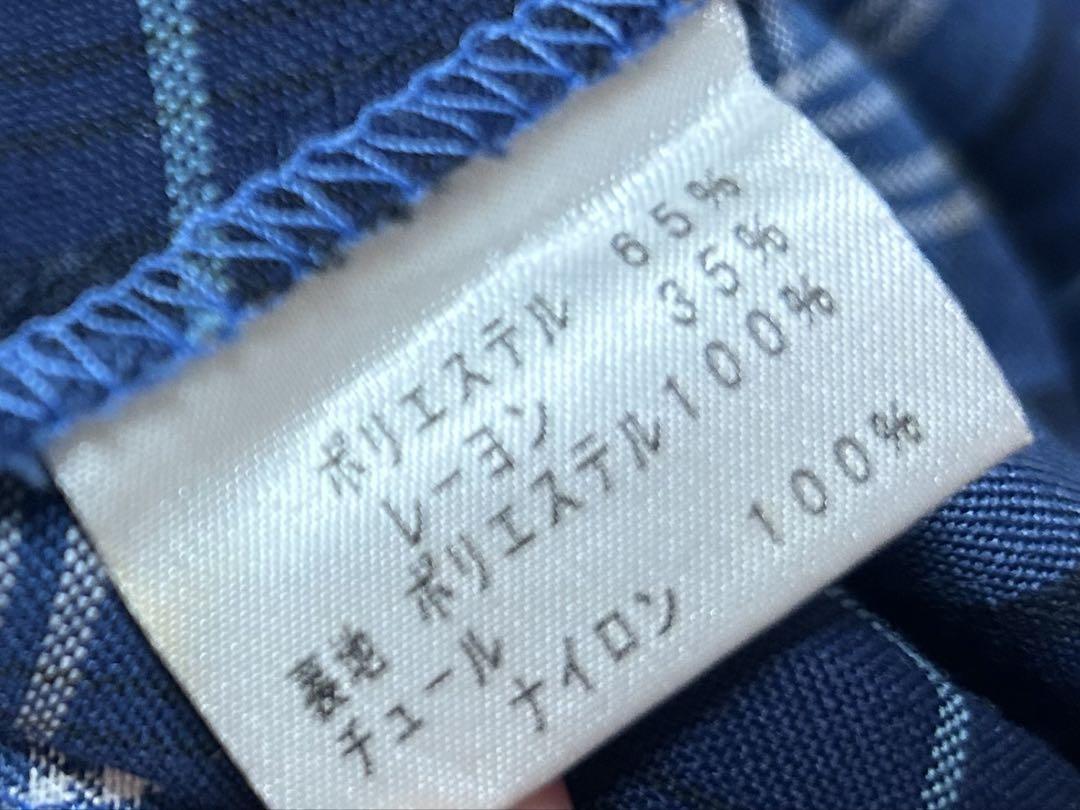 ポリエステル 65%
レーヨン 35%
裏地 ポリエステル100%
チュール
ナイロン 100%